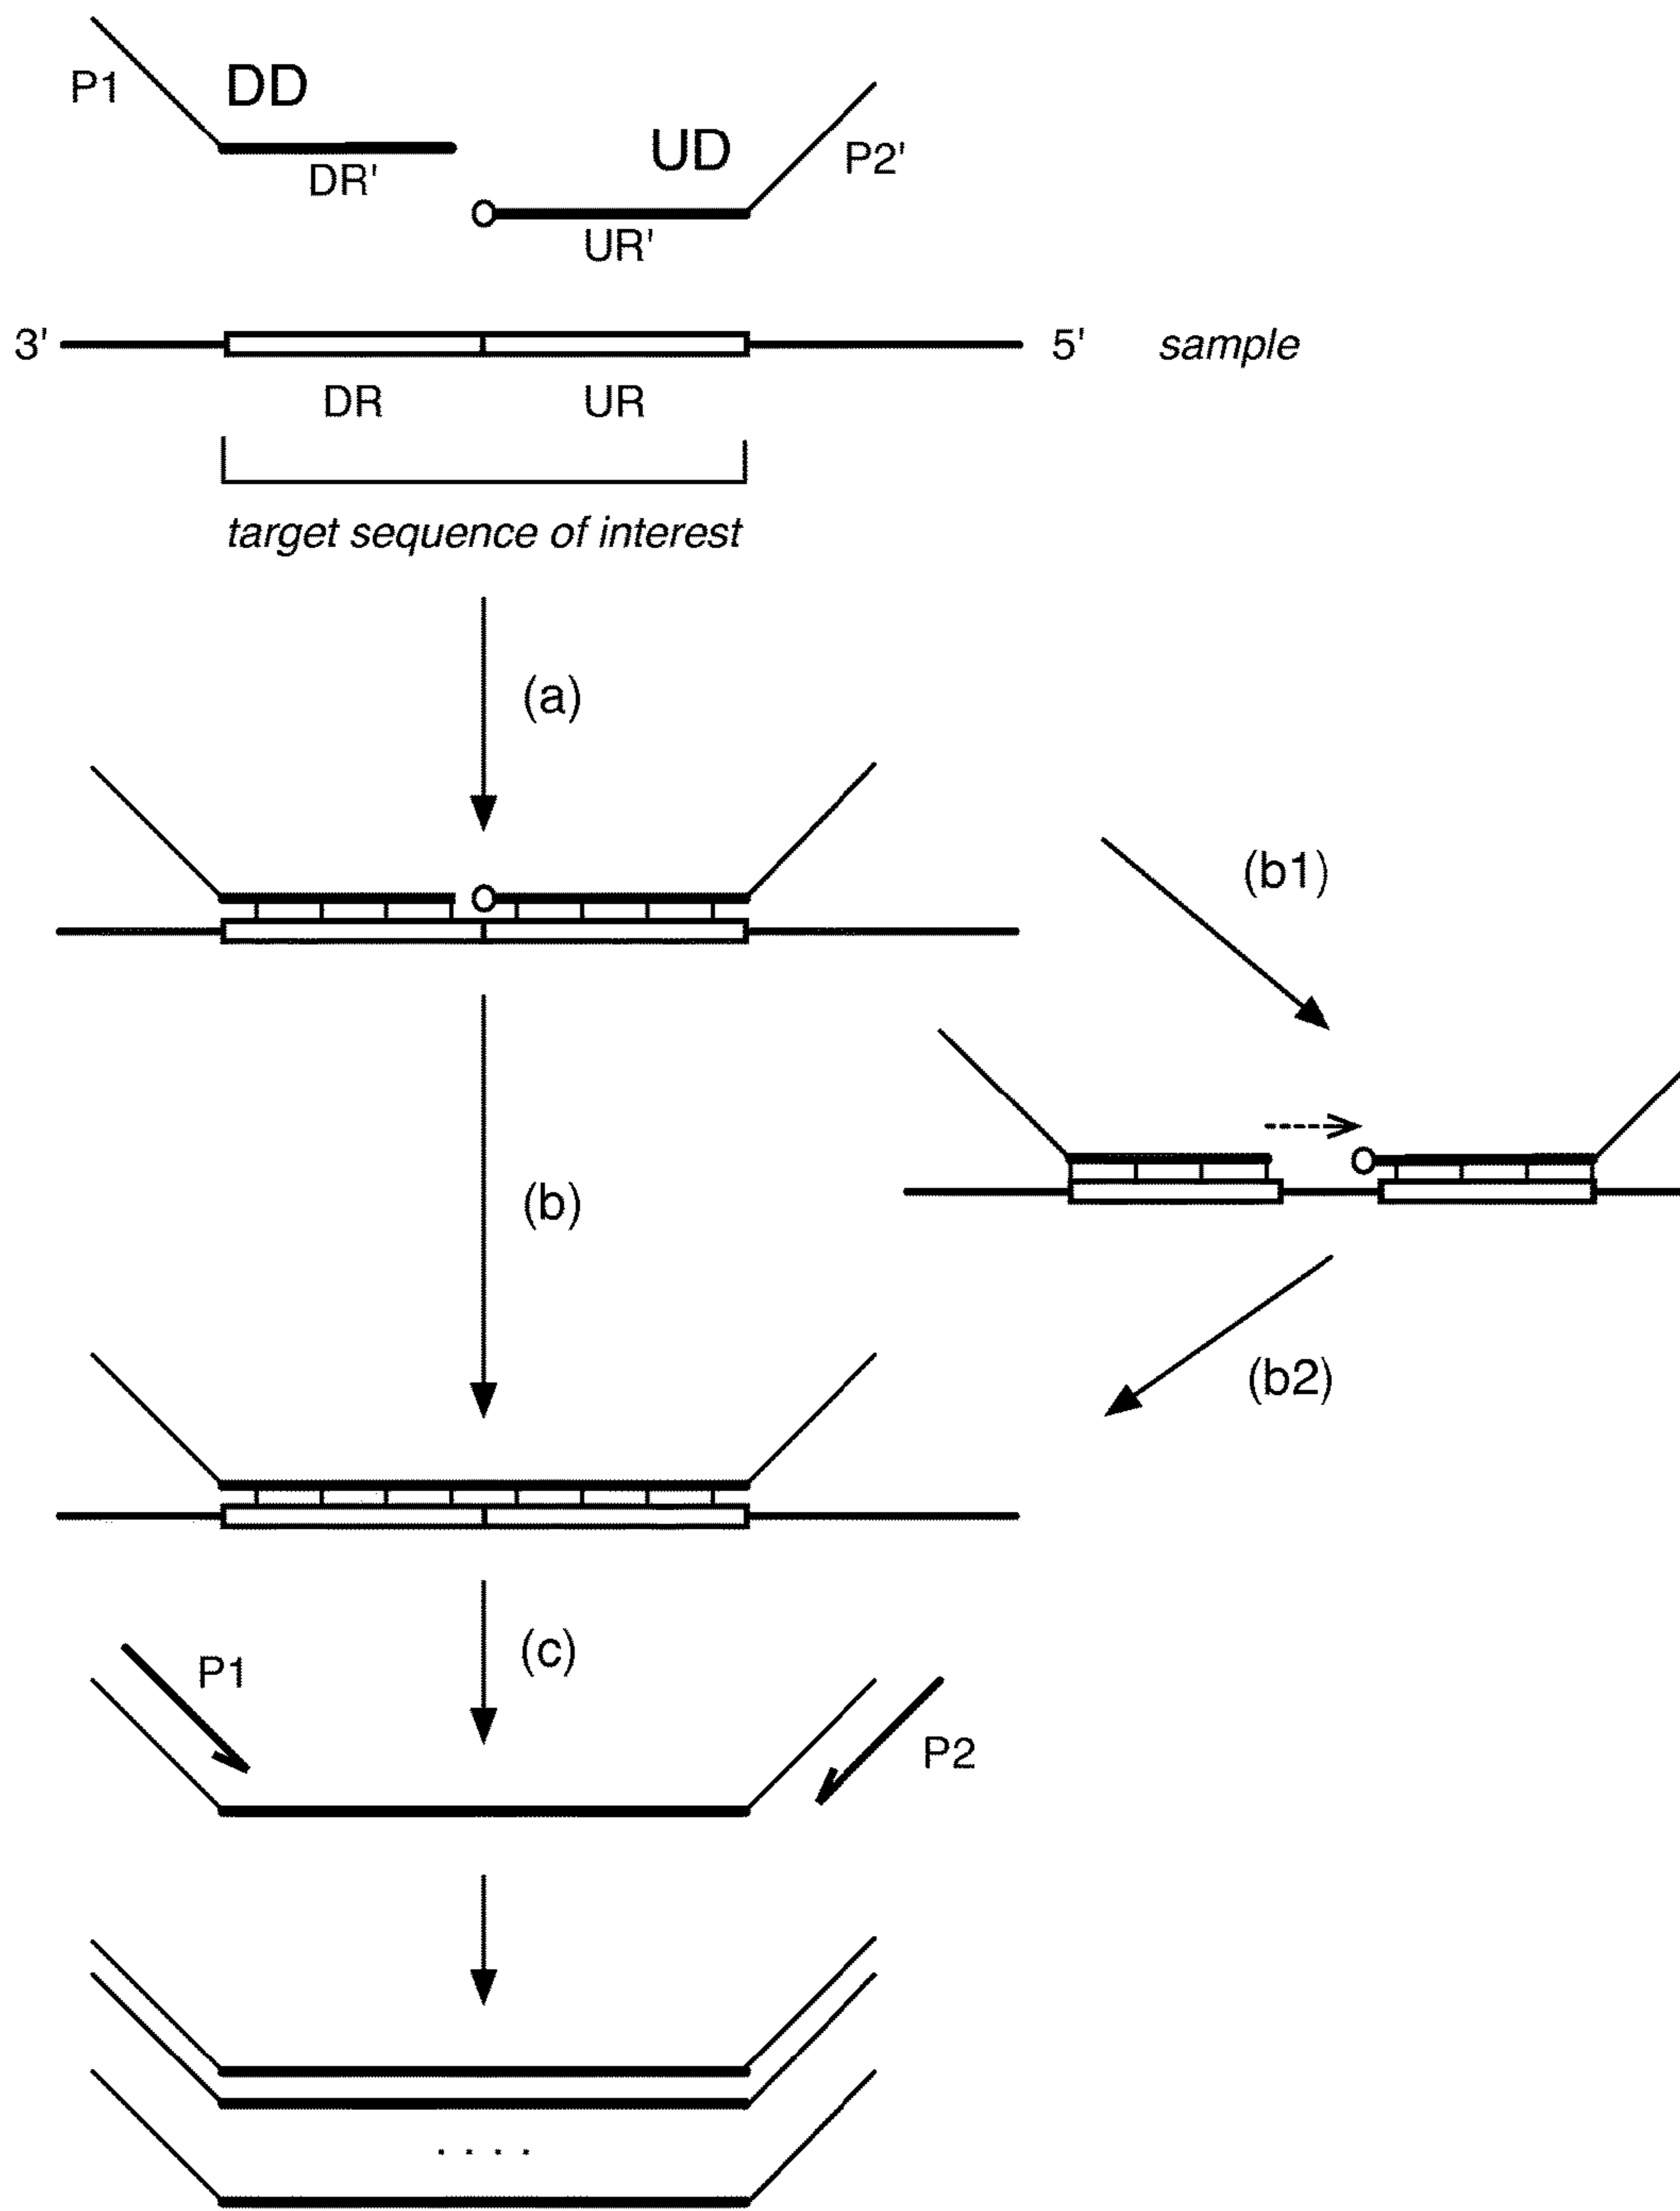 P1 DD
DR'
UD P2'
UR'
3' 5' sample
DR UR
target sequence of interest
(a)
(b1)
(b)
(b2)
(c)
P1
P2
. . . .